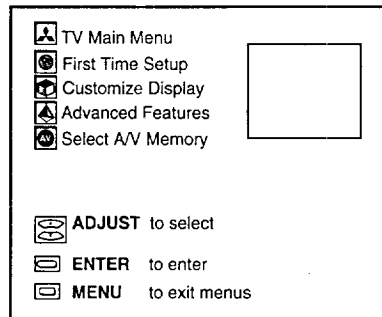 TV Main Menu
First Time Setup
Customize Display
Advanced Features
Select A/V Memory
ADJUST to select
ENTER to enter
MENU to exit menus